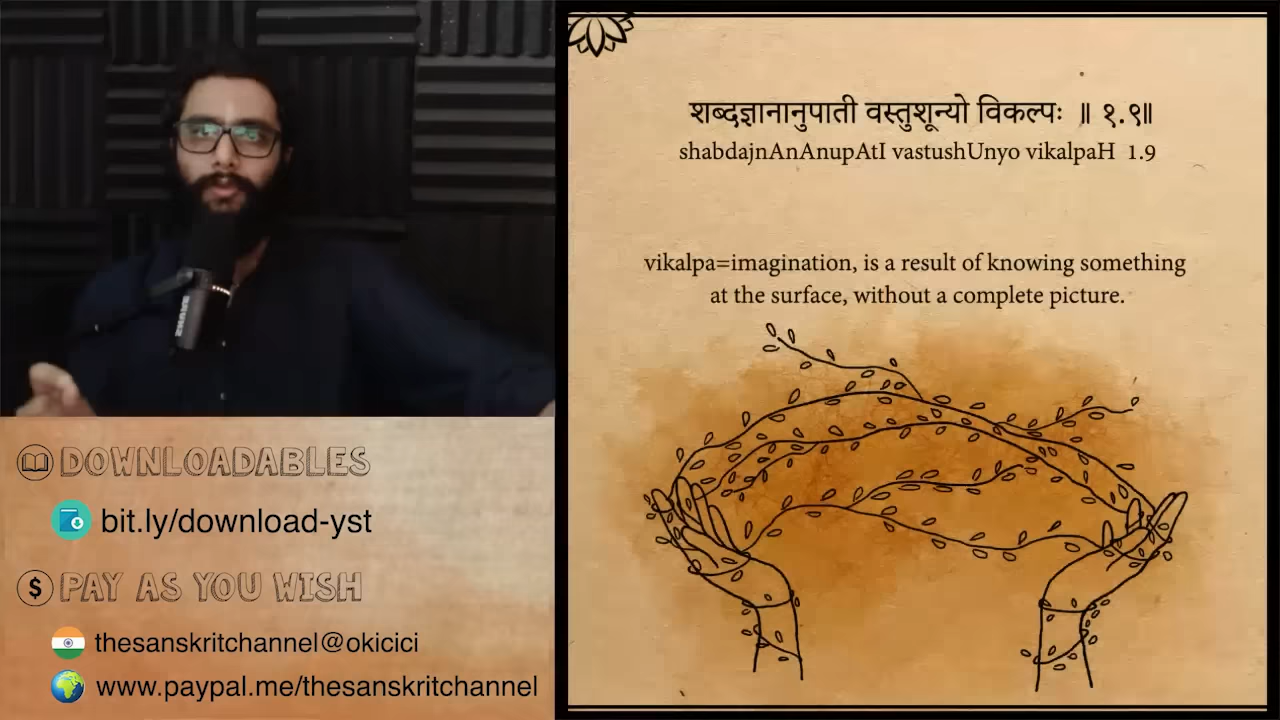 शब्दज्ञानानुपाती वस्तुशून्यो विकल्पः ॥ १.९॥
shabdajnAnAnupAtI vastushUnyo vikalpaH 1.9
vikalpa=imagination, is a result of knowing something
at the surface, without a complete picture.
DOWNLOADABLES
bit.ly/download-yst
$ PAY AS YOU WISH
thesanskritchannel@okicici
www.paypal.me/thesanskritchannel
SHURE